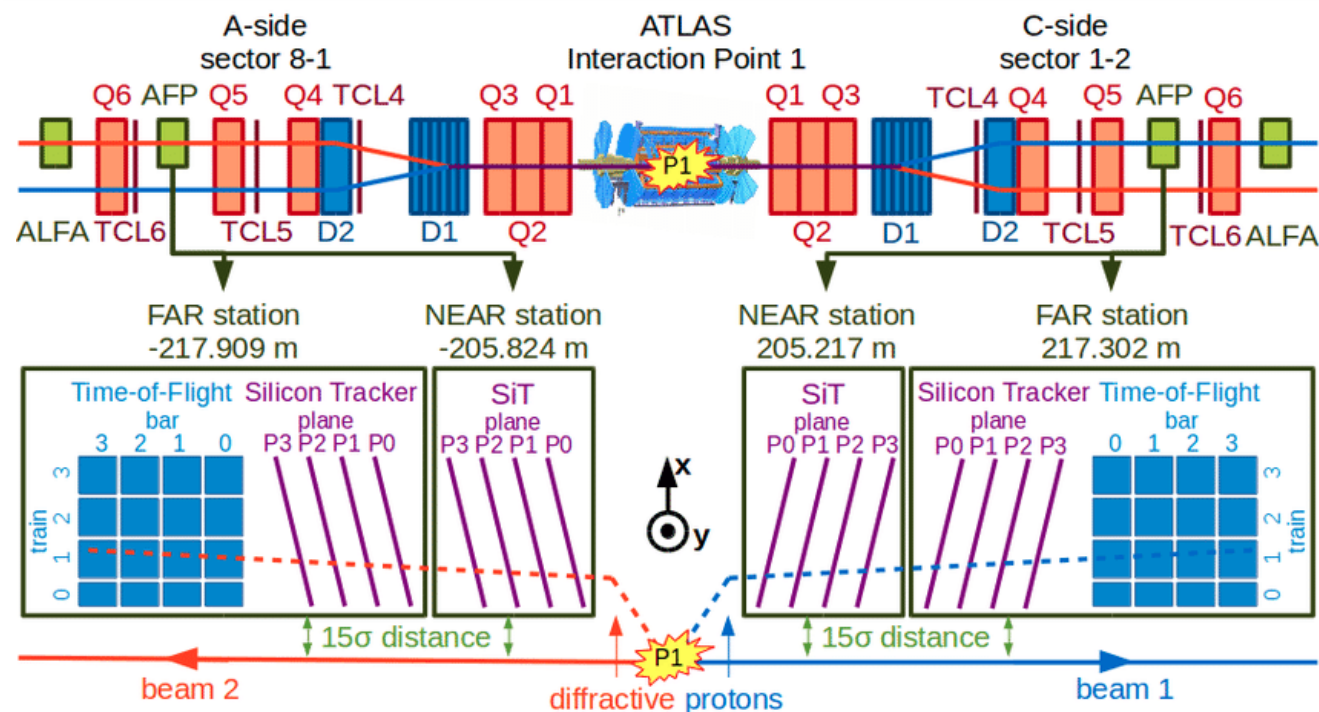 A-side
sector 8-1
ATLAS
Interaction Point 1
C-side
sector 1-2
Q6 AFP Q5 Q4 TCL4 Q3 Q1 Q1 Q3 TCL4 Q4 Q5 AFP Q6
P1
ALFA TCL6 TCL5 D2 D1 Q2 Q2 D1 D2 TCL5 TCL6 ALFA
FAR station
-217.909 m
NEAR station
-205.824 m
NEAR station
205.217 m
FAR station
217.302 m
Time-of-Flight
bar
3 2 1 0
train
3
2
1
0
Silicon Tracker
plane
P3 P2 P1 P0
SiT
plane
P3 P2 P1 P0
x
y
SiT
plane
P0 P1 P2 P3
Silicon Tracker
plane
P0 P1 P2 P3
Time-of-Flight
bar
0 1 2 3
3
2
1
0
train
15σ distance
15σ distance
P1
beam 2
diffractive protons
beam 1